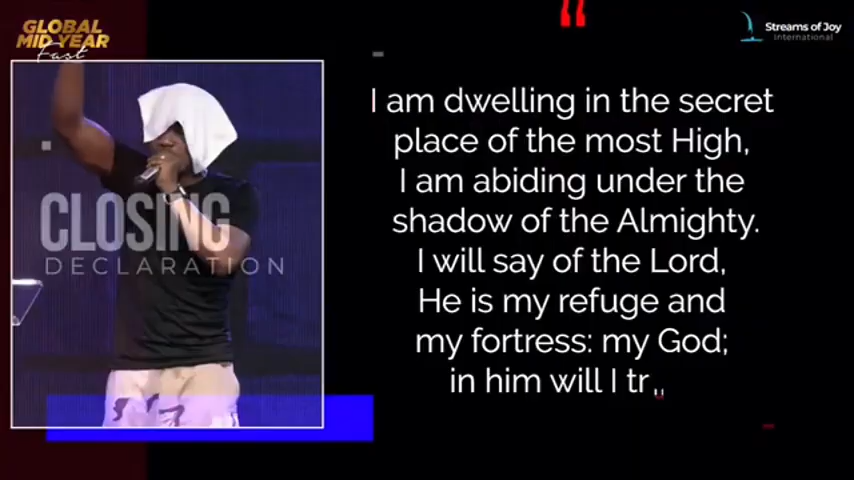 GLOBAL
MID YEAR
Fast
Streams of Joy
international
CLOSING
DECLARATION
I am dwelling in the secret
place of the most High,
I am abiding under the
shadow of the Almighty.
I will say of the Lord,
He is my refuge and
my fortress: my God;
in him will I tr